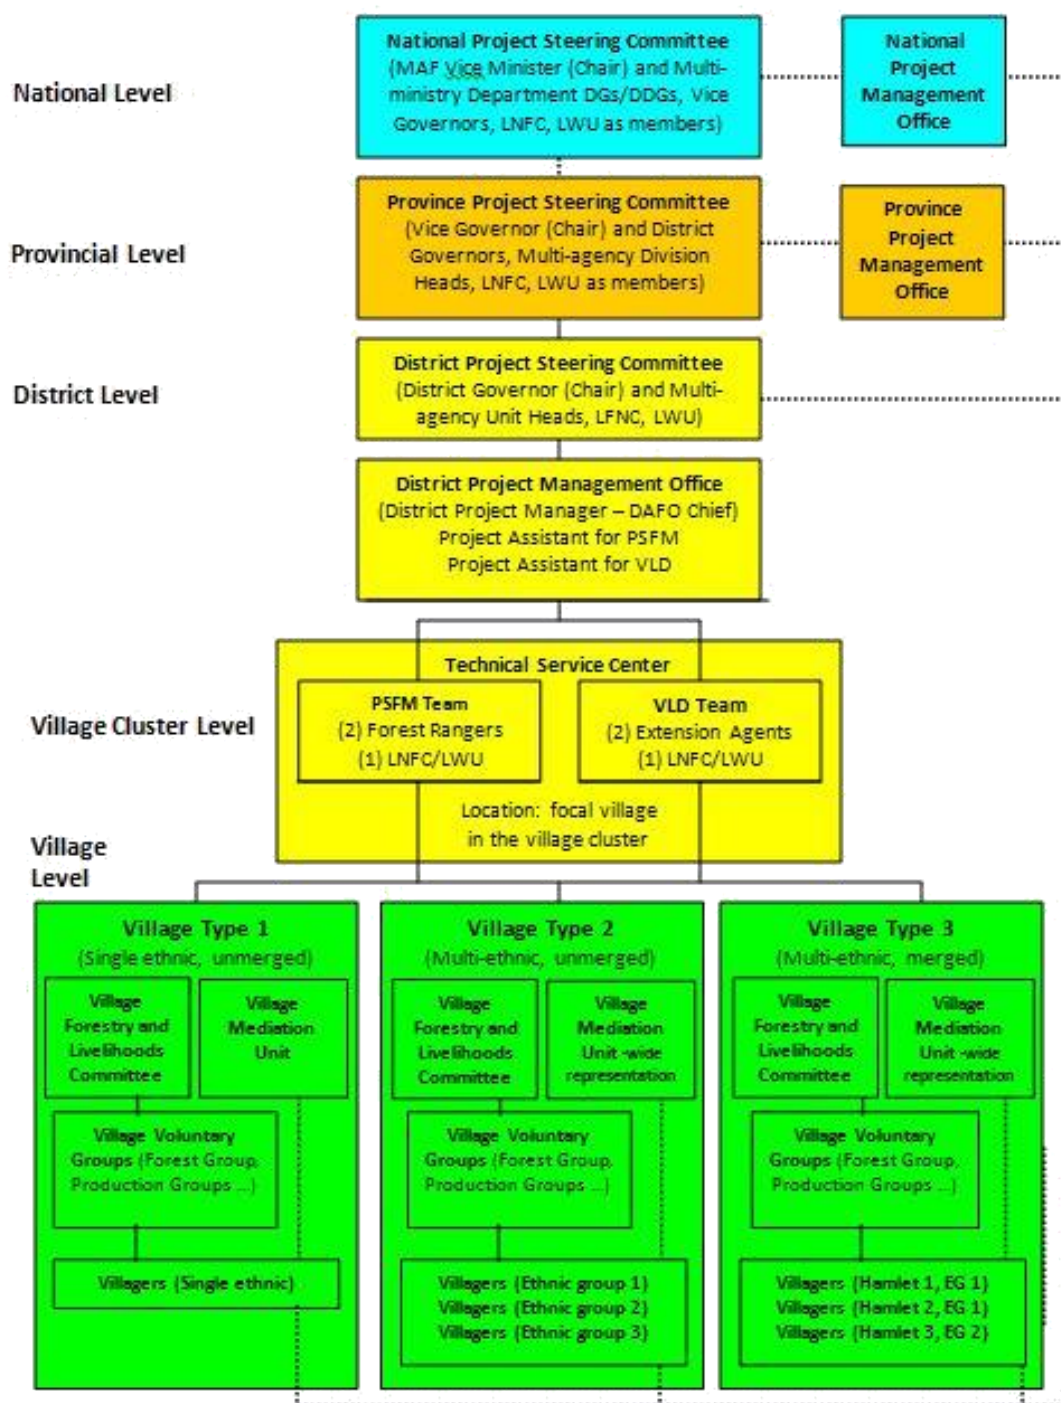 National Level
National Project Steering Committee
(MAF Vice Minister (Chair) and Multi-
ministry Department DGs/DDGs, Vice
Governors, LNFC, LWU as members)
National
Project
Management
Office
Provincial Level
Province Project Steering Committee
(Vice Governor (Chair) and District
Governors, Multi-agency Division
Heads, LNFC, LWU as members)
Province
Project
Management
Office
District Level
District Project Steering Committee
(District Governor (Chair) and Multi-
agency Unit Heads, LFNC, LWU)
District Project Management Office
(District Project Manager – DAFO Chief)
Project Assistant for PSFM
Project Assistant for VLD
Village Cluster Level
Technical Service Center
PSFM Team
(2) Forest Rangers
(1) LNFC/LWU
VLD Team
(2) Extension Agents
(1) LNFC/LWU
Location: focal village
in the village cluster
Village
Level
Village Type 1
(Single ethnic, unmerged)
Village
Forestry and
Livelihoods
Committee
Village
Mediation
Unit
Village Voluntary
Groups (Forest Group,
Production Groups ...)
Villagers (Single ethnic)
Village Type 2
(Multi-ethnic, unmerged)
Village
Forestry and
Livelihoods
Committee
Village
Mediation
Unit -wide
representation
Village Voluntary
Groups (Forest Group,
Production Groups ...)
Villagers (Ethnic group 1)
Villagers (Ethnic group 2)
Villagers (Ethnic group 3)
Village Type 3
(Multi-ethnic, merged)
Village
Forestry and
Livelihoods
Committee
Village
Mediation
Unit -wide
representation
Village Voluntary
Groups (Forest Group,
Production Groups ...)
Villagers (Hamlet 1, EG 1)
Villagers (Hamlet 2, EG 1)
Villagers (Hamlet 3, EG 2)